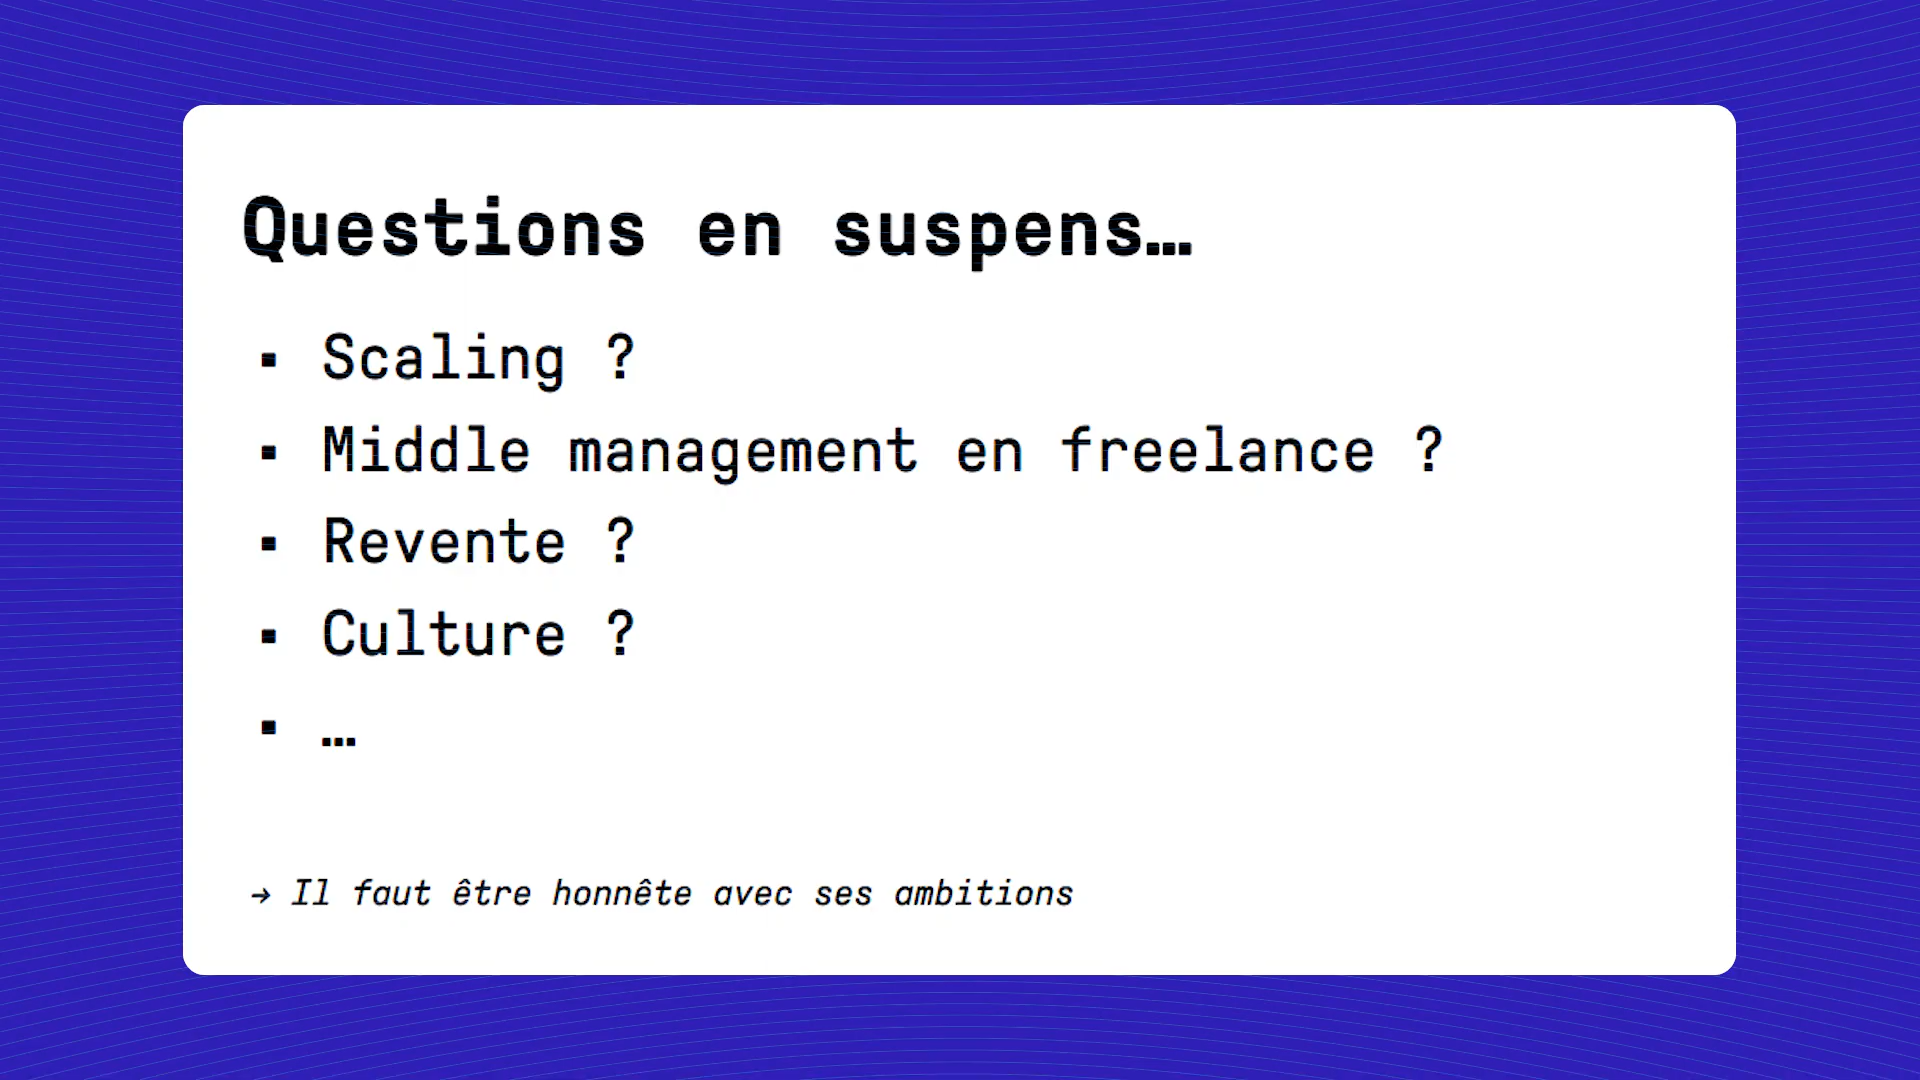 Questions en suspens…
▪ Scaling ?
▪ Middle management en freelance ?
▪ Revente ?
▪ Culture ?
▪ …
→ Il faut être honnête avec ses ambitions